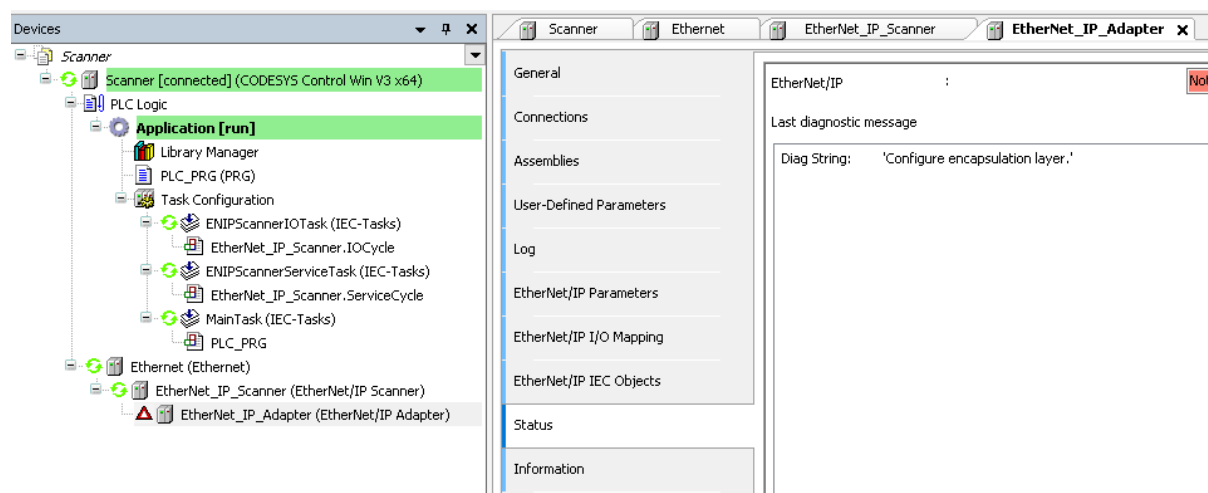 Devices
Scanner
Scanner [connected] (CODESYS Control Win V3 x64)
PLC Logic
Application [run]
Library Manager
PLC_PRG (PRG)
Task Configuration
ENIPScannerIOTask (IEC-Tasks)
EtherNet_IP_Scanner.IOCycle
ENIPScannerServiceTask (IEC-Tasks)
EtherNet_IP_Scanner.ServiceCycle
MainTask (IEC-Tasks)
PLC_PRG
Ethernet (Ethernet)
EtherNet_IP_Scanner (EtherNet/IP Scanner)
EtherNet_IP_Adapter (EtherNet/IP Adapter)
Scanner Ethernet EtherNet_IP_Scanner EtherNet_IP_Adapter
General
Connections
Assemblies
User-Defined Parameters
Log
EtherNet/IP Parameters
EtherNet/IP I/O Mapping
EtherNet/IP IEC Objects
Status
Information
EtherNet/IP : Not
Last diagnostic message
Diag String: 'Configure encapsulation layer.'